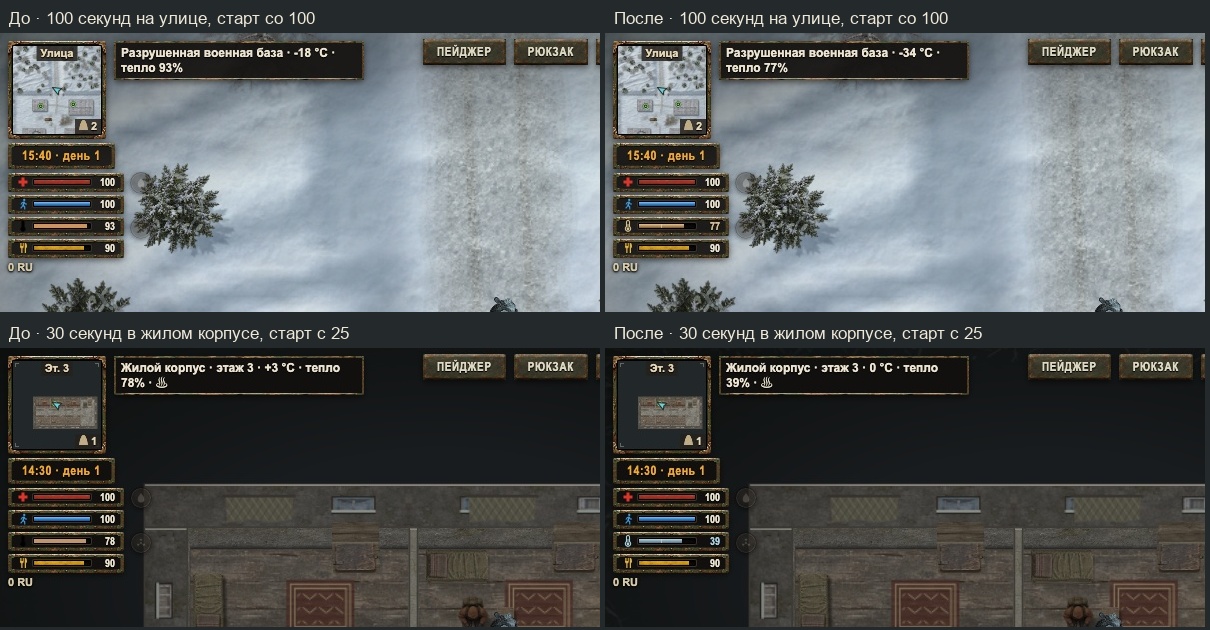 До · 100 секунд на улице, старт со 100
Улица
Разрушенная военная база · -18 °C ·
тепло 93%
ПЕЙДЖЕР
РЮКЗАК
2
15:40 · день 1
100
100
93
90
0 RU
После · 100 секунд на улице, старт со 100
Улица
Разрушенная военная база · -34 °C ·
тепло 77%
ПЕЙДЖЕР
РЮКЗАК
2
15:40 · день 1
100
100
77
90
0 RU
До · 30 секунд в жилом корпусе, старт с 25
Эт. 3
Жилой корпус · этаж 3 · +3 °C · тепло
78% · ♨
ПЕЙДЖЕР
РЮКЗАК
1
14:30 · день 1
100
100
78
90
0 RU
После · 30 секунд в жилом корпусе, старт с 25
Эт. 3
Жилой корпус · этаж 3 · 0 °C · тепло
39% · ♨
ПЕЙДЖЕР
РЮКЗАК
1
14:30 · день 1
100
100
39
90
0 RU